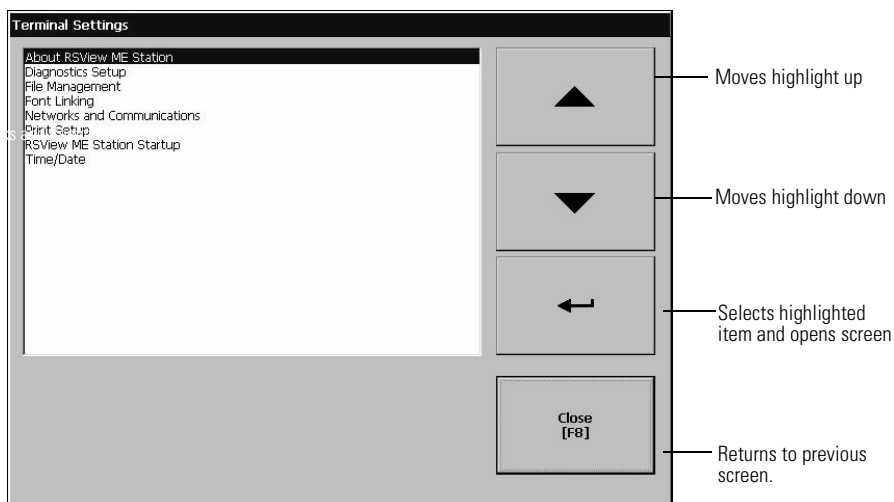 Terminal Settings
About RSView ME Station
Diagnostics Setup
File Management
Font Linking
Networks and Communications
Print Setup
RSView ME Station Startup
Time/Date
Moves highlight up
Moves highlight down
Selects highlighted
item and opens screen
Close
[F8]
Returns to previous
screen.